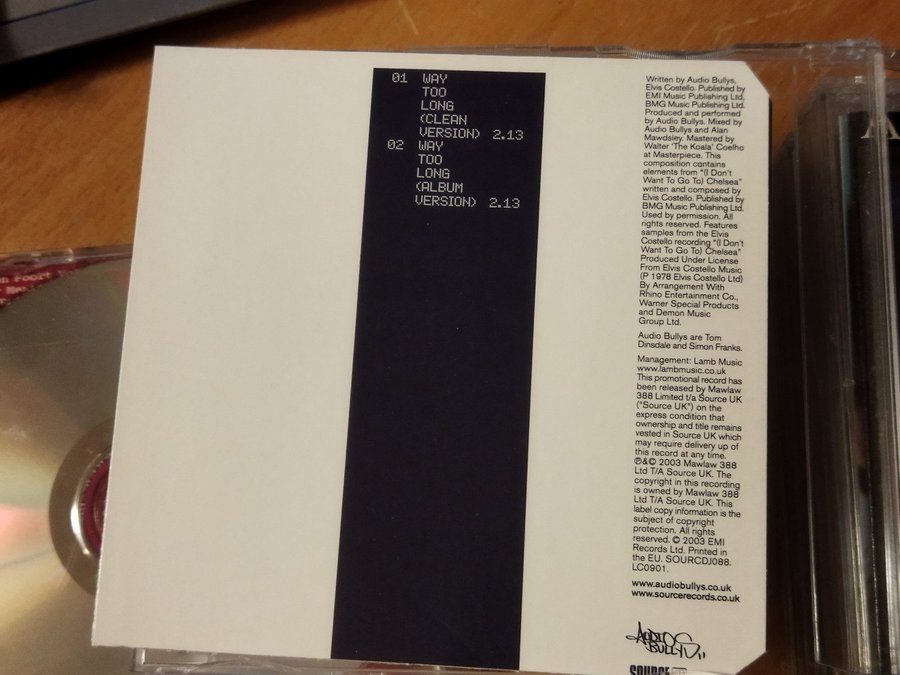 01 WAY
TOO
LONG
(CLEAN
VERSION) 2.13
02 WAY
TOO
LONG
(ALBUM
VERSION) 2.13
Written by Audio Bullys,
Elvis Costello. Published by
EMI Music Publishing Ltd,
BMG Music Publishing Ltd.
Produced and performed
by Audio Bullys. Mixed by
Audio Bullys and Alan
Mawdsley. Mastered by
Walter 'The Koala' Coelho
at Masterpiece. This
composition contains
elements from "(I Don't
Want To Go To) Chelsea"
written and composed by
Elvis Costello. Published by
BMG Music Publishing Ltd.
Used by permission. All
rights reserved. Features
samples from the Elvis
Costello recording "(I Don't
Want To Go To) Chelsea"
Produced Under License
From Elvis Costello Music
(P 1978 Elvis Costello Ltd)
By Arrangement With
Rhino Entertainment Co.,
Warner Special Products
and Demon Music
Group Ltd.
Audio Bullys are Tom
Dinsdale and Simon Franks.
Management: Lamb Music
www.lambmusic.co.uk
This promotional record has
been released by Mawlaw
388 Limited t/a Source UK
("Source UK") on the
express condition that
ownership and title remains
vested in Source UK which
may require delivery up of
this record at any time.
℗&© 2003 Mawlaw 388
Ltd T/A Source UK. The
copyright in this recording
is owned by Mawlaw 388
Ltd T/A Source UK. This
label copy information is the
subject of copyright
protection. All rights
reserved. © 2003 EMI
Records Ltd. Printed in
the EU. SOURCDJ088.
LC0901.
www.audiobullys.co.uk
www.sourcerecords.co.uk
AUDIO
BULLYS
SOURCE